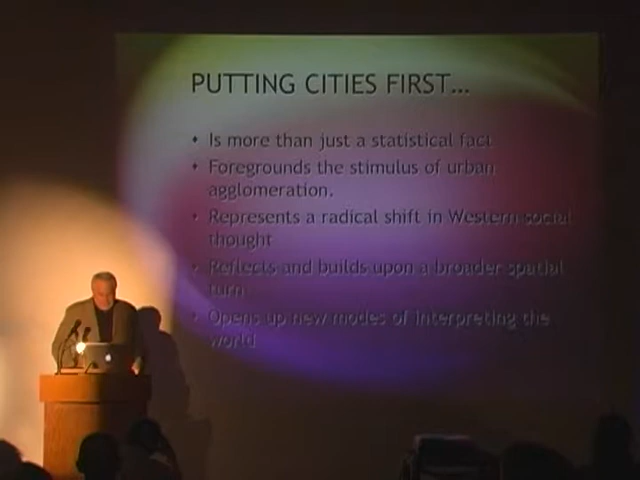 PUTTING CITIES FIRST...
• Is more than just a statistical fact
• Foregrounds the stimulus of urban
agglomeration.
• Represents a radical shift in Western social
thought
• Reflects and builds upon a broader spatial
turn
• Opens up new modes of interpreting the
world